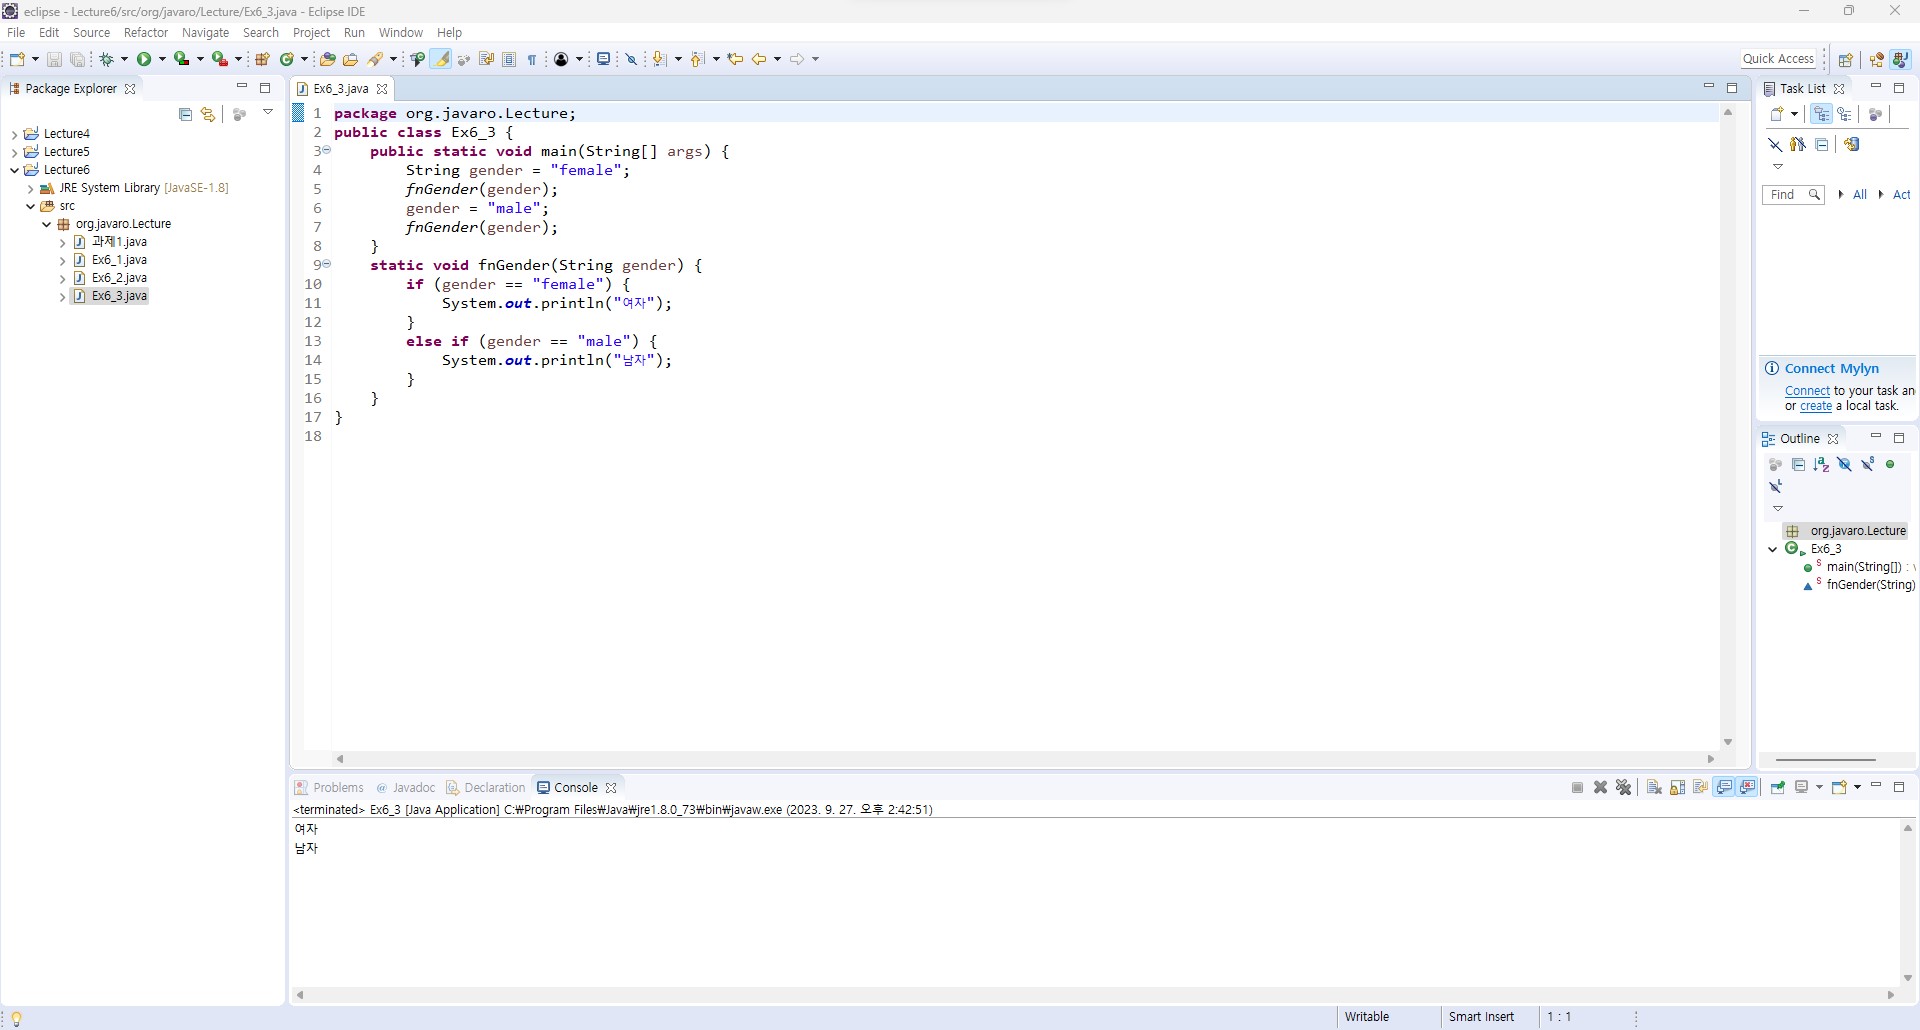 eclipse - Lecture6/src/org/javaro/Lecture/Ex6_3.java - Eclipse IDE
File Edit Source Refactor Navigate Search Project Run Window Help
Quick Access
Package Explorer
Lecture4
Lecture5
Lecture6
JRE System Library [JavaSE-1.8]
src
org.javaro.Lecture
과제1.java
Ex6_1.java
Ex6_2.java
Ex6_3.java
Ex6_3.java
1 package org.javaro.Lecture;
2 public class Ex6_3 {
3 public static void main(String[] args) {
4 String gender = "female";
5 fnGender(gender);
6 gender = "male";
7 fnGender(gender);
8 }
9 static void fnGender(String gender) {
10 if (gender == "female") {
11 System.out.println("여자");
12 }
13 else if (gender == "male") {
14 System.out.println("남자");
15 }
16 }
17 }
18
Task List
Find All Act
Connect Mylyn
Connect to your task an
or create a local task.
Outline
org.javaro.Lecture
Ex6_3
main(String[]) : v
fnGender(String)
Problems @ Javadoc Declaration Console
<terminated> Ex6_3 [Java Application] C:₩Program Files₩Java₩jre1.8.0_73₩bin₩javaw.exe (2023. 9. 27. 오후 2:42:51)
여자
남자
Writable Smart Insert 1 : 1